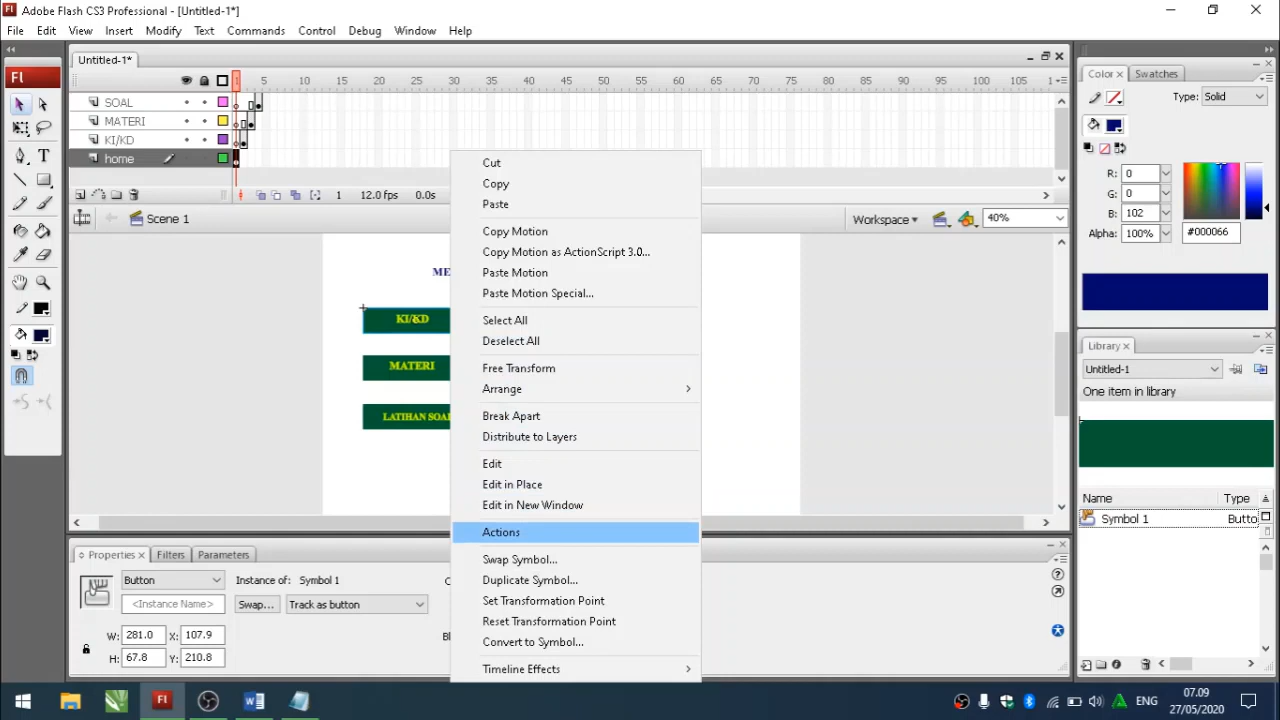 Adobe Flash CS3 Professional - [Untitled-1*]
File Edit View Insert Modify Text Commands Control Debug Window Help
Untitled-1*
Fl
5 10 15 20 25 30 35 40 45 50 55 60 65 70 75 80 85 90 95 100 105
SOAL
MATERI
KI/KD
home
1 12.0 fps 0.0s
Scene 1
Workspace
40%
ME
KI/KD
MATERI
LATIHAN SOAL
Cut
Copy
Paste
Copy Motion
Copy Motion as ActionScript 3.0...
Paste Motion
Paste Motion Special...
Select All
Deselect All
Free Transform
Arrange
Break Apart
Distribute to Layers
Edit
Edit in Place
Edit in New Window
Actions
Swap Symbol...
Duplicate Symbol...
Set Transformation Point
Reset Transformation Point
Convert to Symbol...
Timeline Effects
Color Swatches
Type: Solid
R: 0
G: 0
B: 102
Alpha: 100% #000066
Library
Untitled-1
One item in library
Name Type
Symbol 1 Butto
Properties Filters Parameters
Button Instance of: Symbol 1
<Instance Name> Swap... Track as button
W: 281.0 X: 107.9
H: 67.8 Y: 210.8
Fl
W
ENG
07.09
27/05/2020